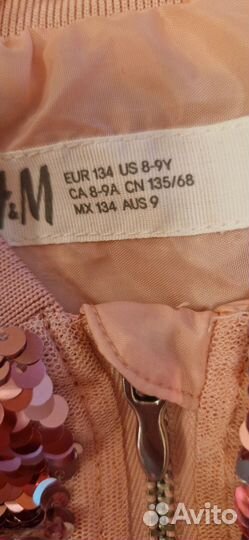 H&M
EUR 134 US 8-9Y
CA 8-9A CN 135/68
MX 134 AUS 9
Avito